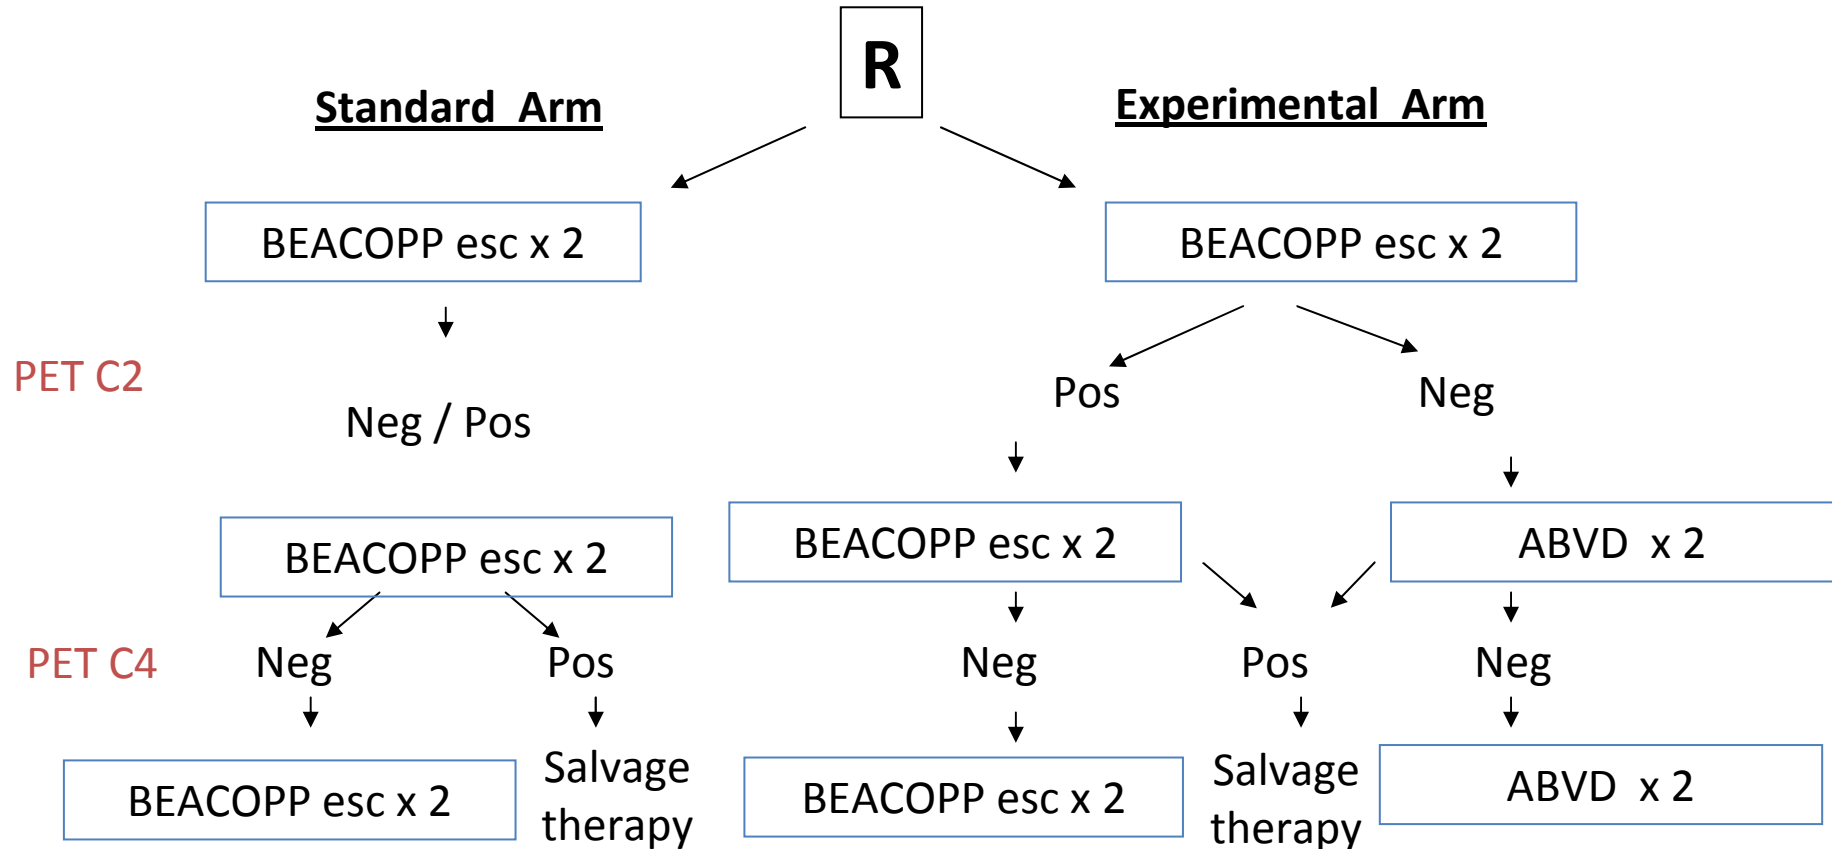 R
Standard Arm
Experimental Arm
BEACOPP esc x 2
BEACOPP esc x 2
PET C2
Neg / Pos
Pos
Neg
BEACOPP esc x 2
BEACOPP esc x 2
ABVD x 2
PET C4
Neg
Pos
Neg
Pos
Neg
BEACOPP esc x 2
Salvage
therapy
BEACOPP esc x 2
Salvage
therapy
ABVD x 2